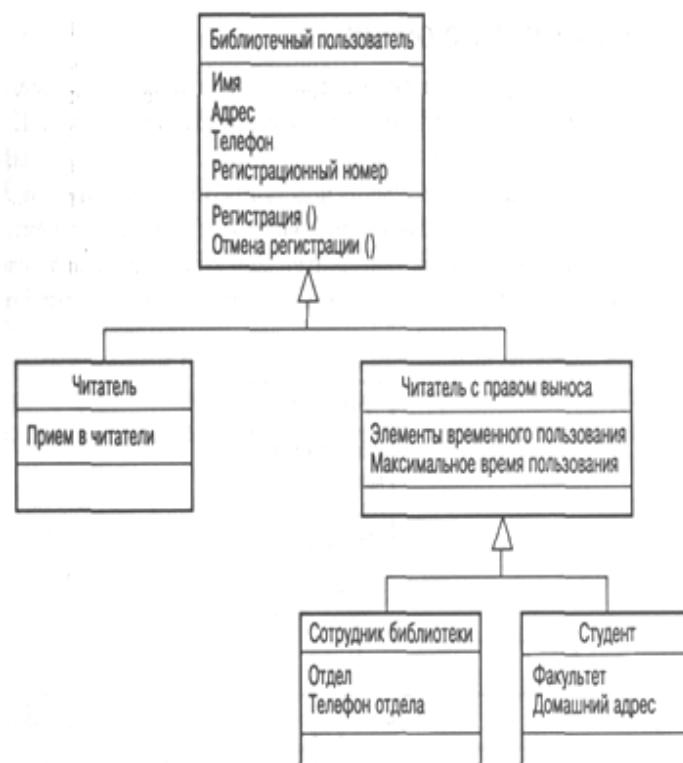 Библиотечный пользователь
Имя
Адрес
Телефон
Регистрационный номер
Регистрация ()
Отмена регистрации ()
Читатель
Прием в читатели
Читатель с правом выноса
Элементы временного пользования
Максимальное время пользования
Сотрудник библиотеки
Отдел
Телефон отдела
Студент
Факультет
Домашний адрес